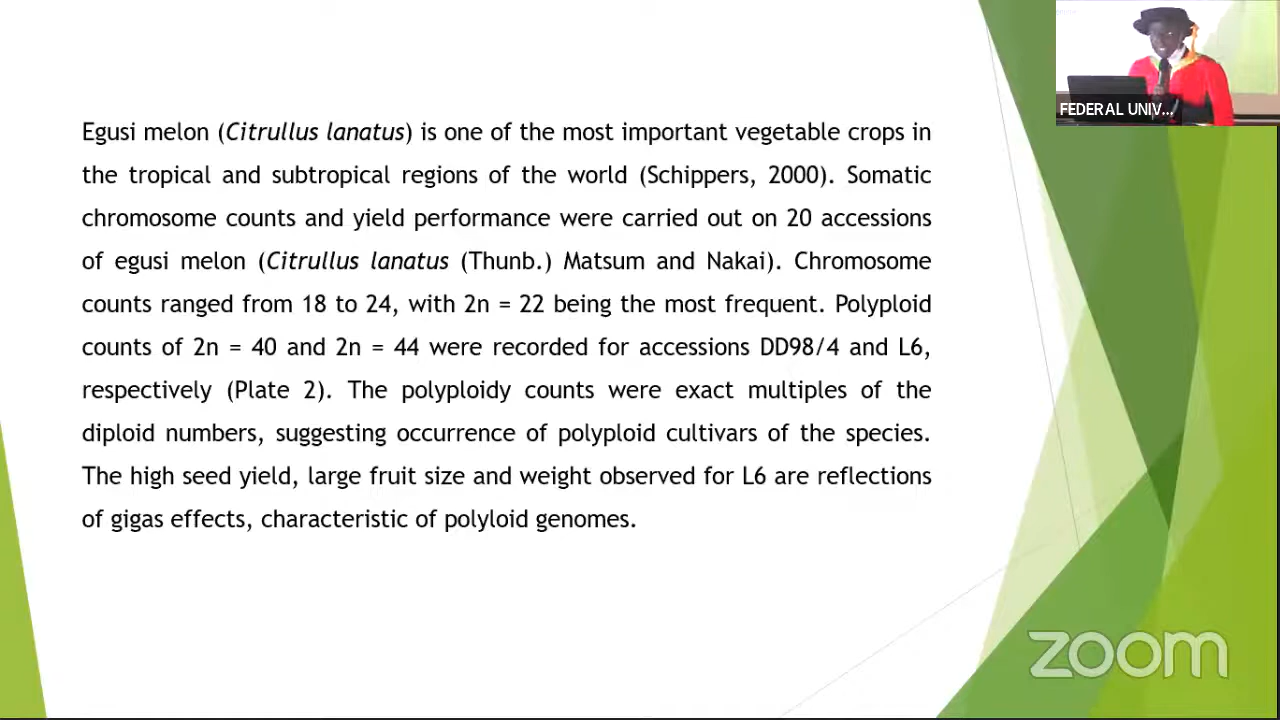 FEDERAL UNIV...
Egusi melon (Citrullus lanatus) is one of the most important vegetable crops in
the tropical and subtropical regions of the world (Schippers, 2000). Somatic
chromosome counts and yield performance were carried out on 20 accessions
of egusi melon (Citrullus lanatus (Thunb.) Matsum and Nakai). Chromosome
counts ranged from 18 to 24, with 2n = 22 being the most frequent. Polyploid
counts of 2n = 40 and 2n = 44 were recorded for accessions DD98/4 and L6,
respectively (Plate 2). The polyploidy counts were exact multiples of the
diploid numbers, suggesting occurrence of polyploid cultivars of the species.
The high seed yield, large fruit size and weight observed for L6 are reflections
of gigas effects, characteristic of polyloid genomes.
zoom